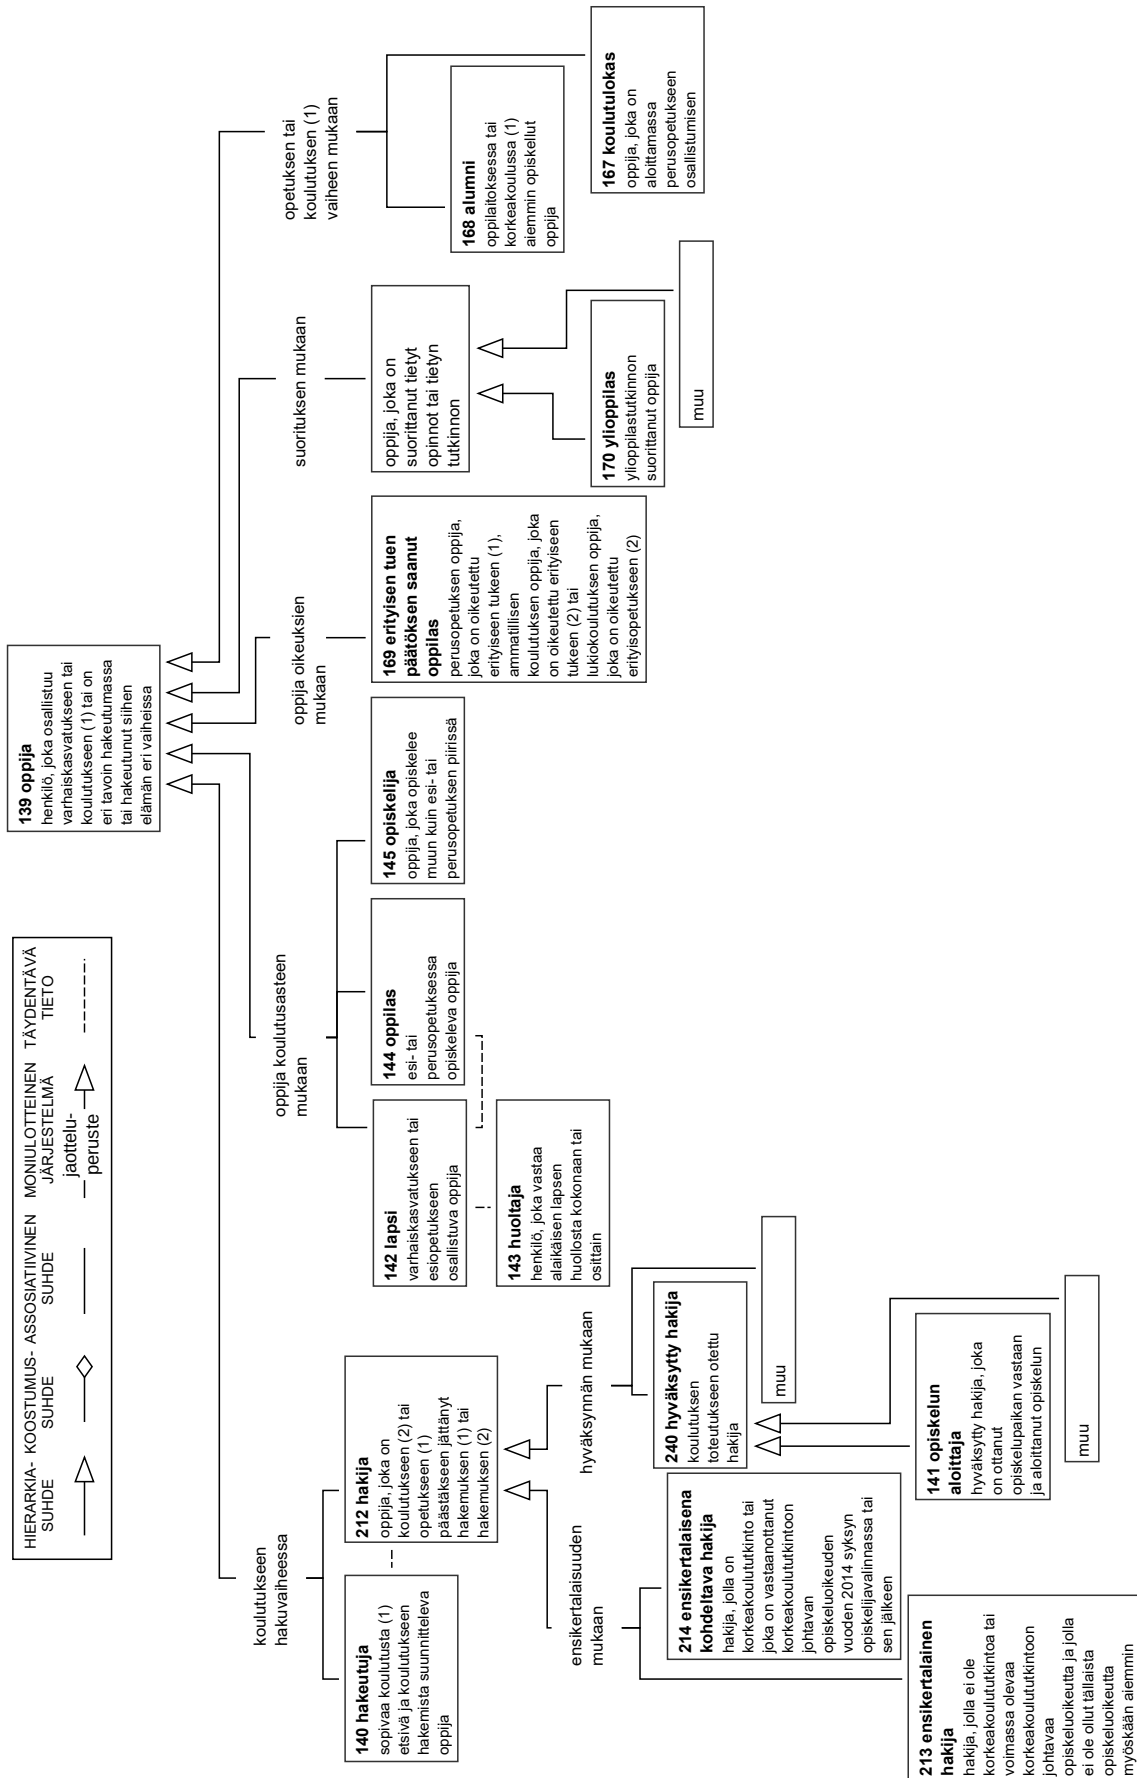 HIERARKIA- KOOSTUMUS- ASSOSIATIIVINEN MONIULOTTEINEN TÄYDENTÄVÄ
SUHDE SUHDE SUHDE JÄRJESTELMÄ TIETO
jaottelu-
peruste
139 oppija
henkilö, joka osallistuu
varhaiskasvatukseen tai
koulutukseen (1) tai on
eri tavoin hakeutumassa
tai hakeutunut siihen
elämän eri vaiheissa
koulutukseen
hakuvaiheessa
oppija koulutusasteen
mukaan
oppija oikeuksien
mukaan
suorituksen mukaan
opetuksen tai
koulutuksen (1)
vaiheen mukaan
140 hakeutuja
sopivaa koulutusta (1)
etsivä ja koulutukseen
hakemista suunnitteleva
oppija
212 hakija
oppija, joka on
koulutukseen (2) tai
opetukseen (1)
päästäkseen jättänyt
hakemuksen (1) tai
hakemuksen (2)
142 lapsi
varhaiskasvatukseen tai
esiopetukseen
osallistuva oppija
144 oppilas
esi- tai
perusopetuksessa
opiskeleva oppija
145 opiskelija
oppija, joka opiskelee
muun kuin esi- tai
perusopetuksen piirissä
169 erityisen tuen
päätöksen saanut
oppilas
perusopetuksen oppija,
joka on oikeutettu
erityiseen tukeen (1),
ammatillisen
koulutuksen oppija, joka
on oikeutettu erityiseen
tukeen (2) tai
lukiokoulutuksen oppija,
joka on oikeutettu
erityisopetukseen (2)
oppija, joka on
suorittanut tietyt
opinnot tai tietyn
tutkinnon
168 alumni
oppilaitoksessa tai
korkeakoulussa (1)
aiemmin opiskellut
oppija
167 koulutulokas
oppija, joka on
aloittamassa
perusopetukseen
osallistumisen
143 huoltaja
henkilö, joka vastaa
alaikäisen lapsen
huollosta kokonaan tai
osittain
170 ylioppilas
ylioppilastutkinnon
suorittanut oppija
muu
ensikertalaisuuden
mukaan
hyväksynnän mukaan
214 ensikertalaisena
kohdeltava hakija
hakija, jolla on
korkeakoulututkinto tai
joka on vastaanottanut
korkeakoulututkintoon
johtavan
opiskeluoikeuden
vuoden 2014 syksyn
opiskelijavalinnassa tai
sen jälkeen
240 hyväksytty hakija
koulutuksen
toteutukseen otettu
hakija
muu
213 ensikertalainen
hakija
hakija, jolla ei ole
korkeakoulututkintoa tai
voimassa olevaa
korkeakoulututkintoon
johtavaa
opiskeluoikeutta ja jolla
ei ole ollut tällaista
opiskeluoikeutta
myöskään aiemmin
141 opiskelun
aloittaja
hyväksytty hakija, joka
on ottanut
opiskelupaikan vastaan
ja aloittanut opiskelun
muu